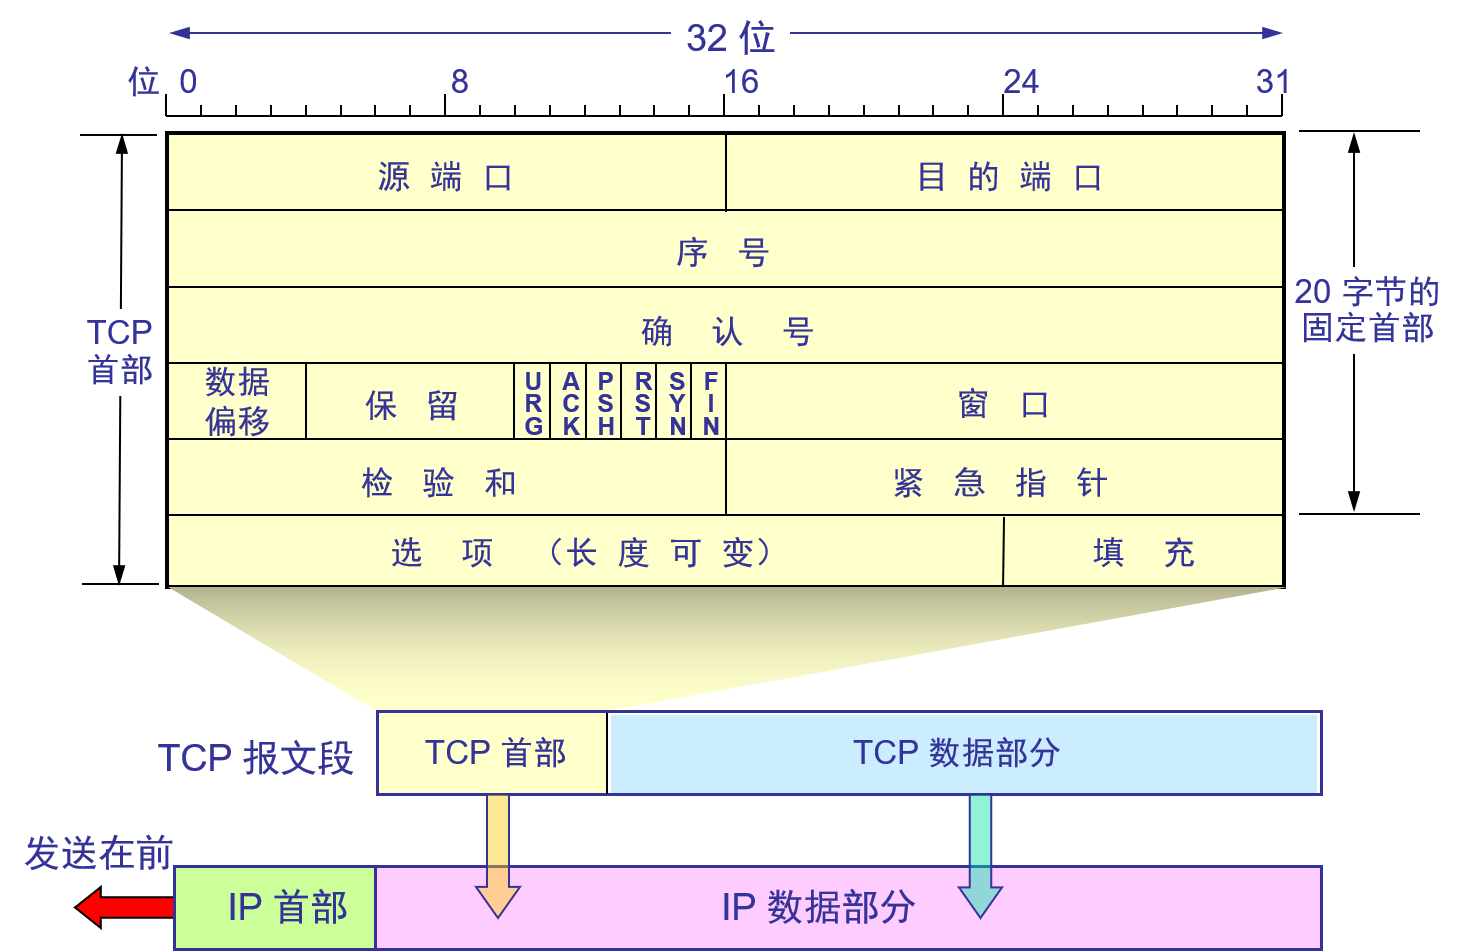 32 位
位 0 8 16 24 31
源 端 口 目 的 端 口
序 号
确 认 号
TCP
首部
20 字节的
固定首部
数据
偏移
保 留
URG
ACK
PSH
RST
SYN
FIN
窗 口
检 验 和 紧 急 指 针
选 项 （长 度 可 变） 填 充
TCP 报文段
TCP 首部
TCP 数据部分
发送在前
IP 首部
IP 数据部分